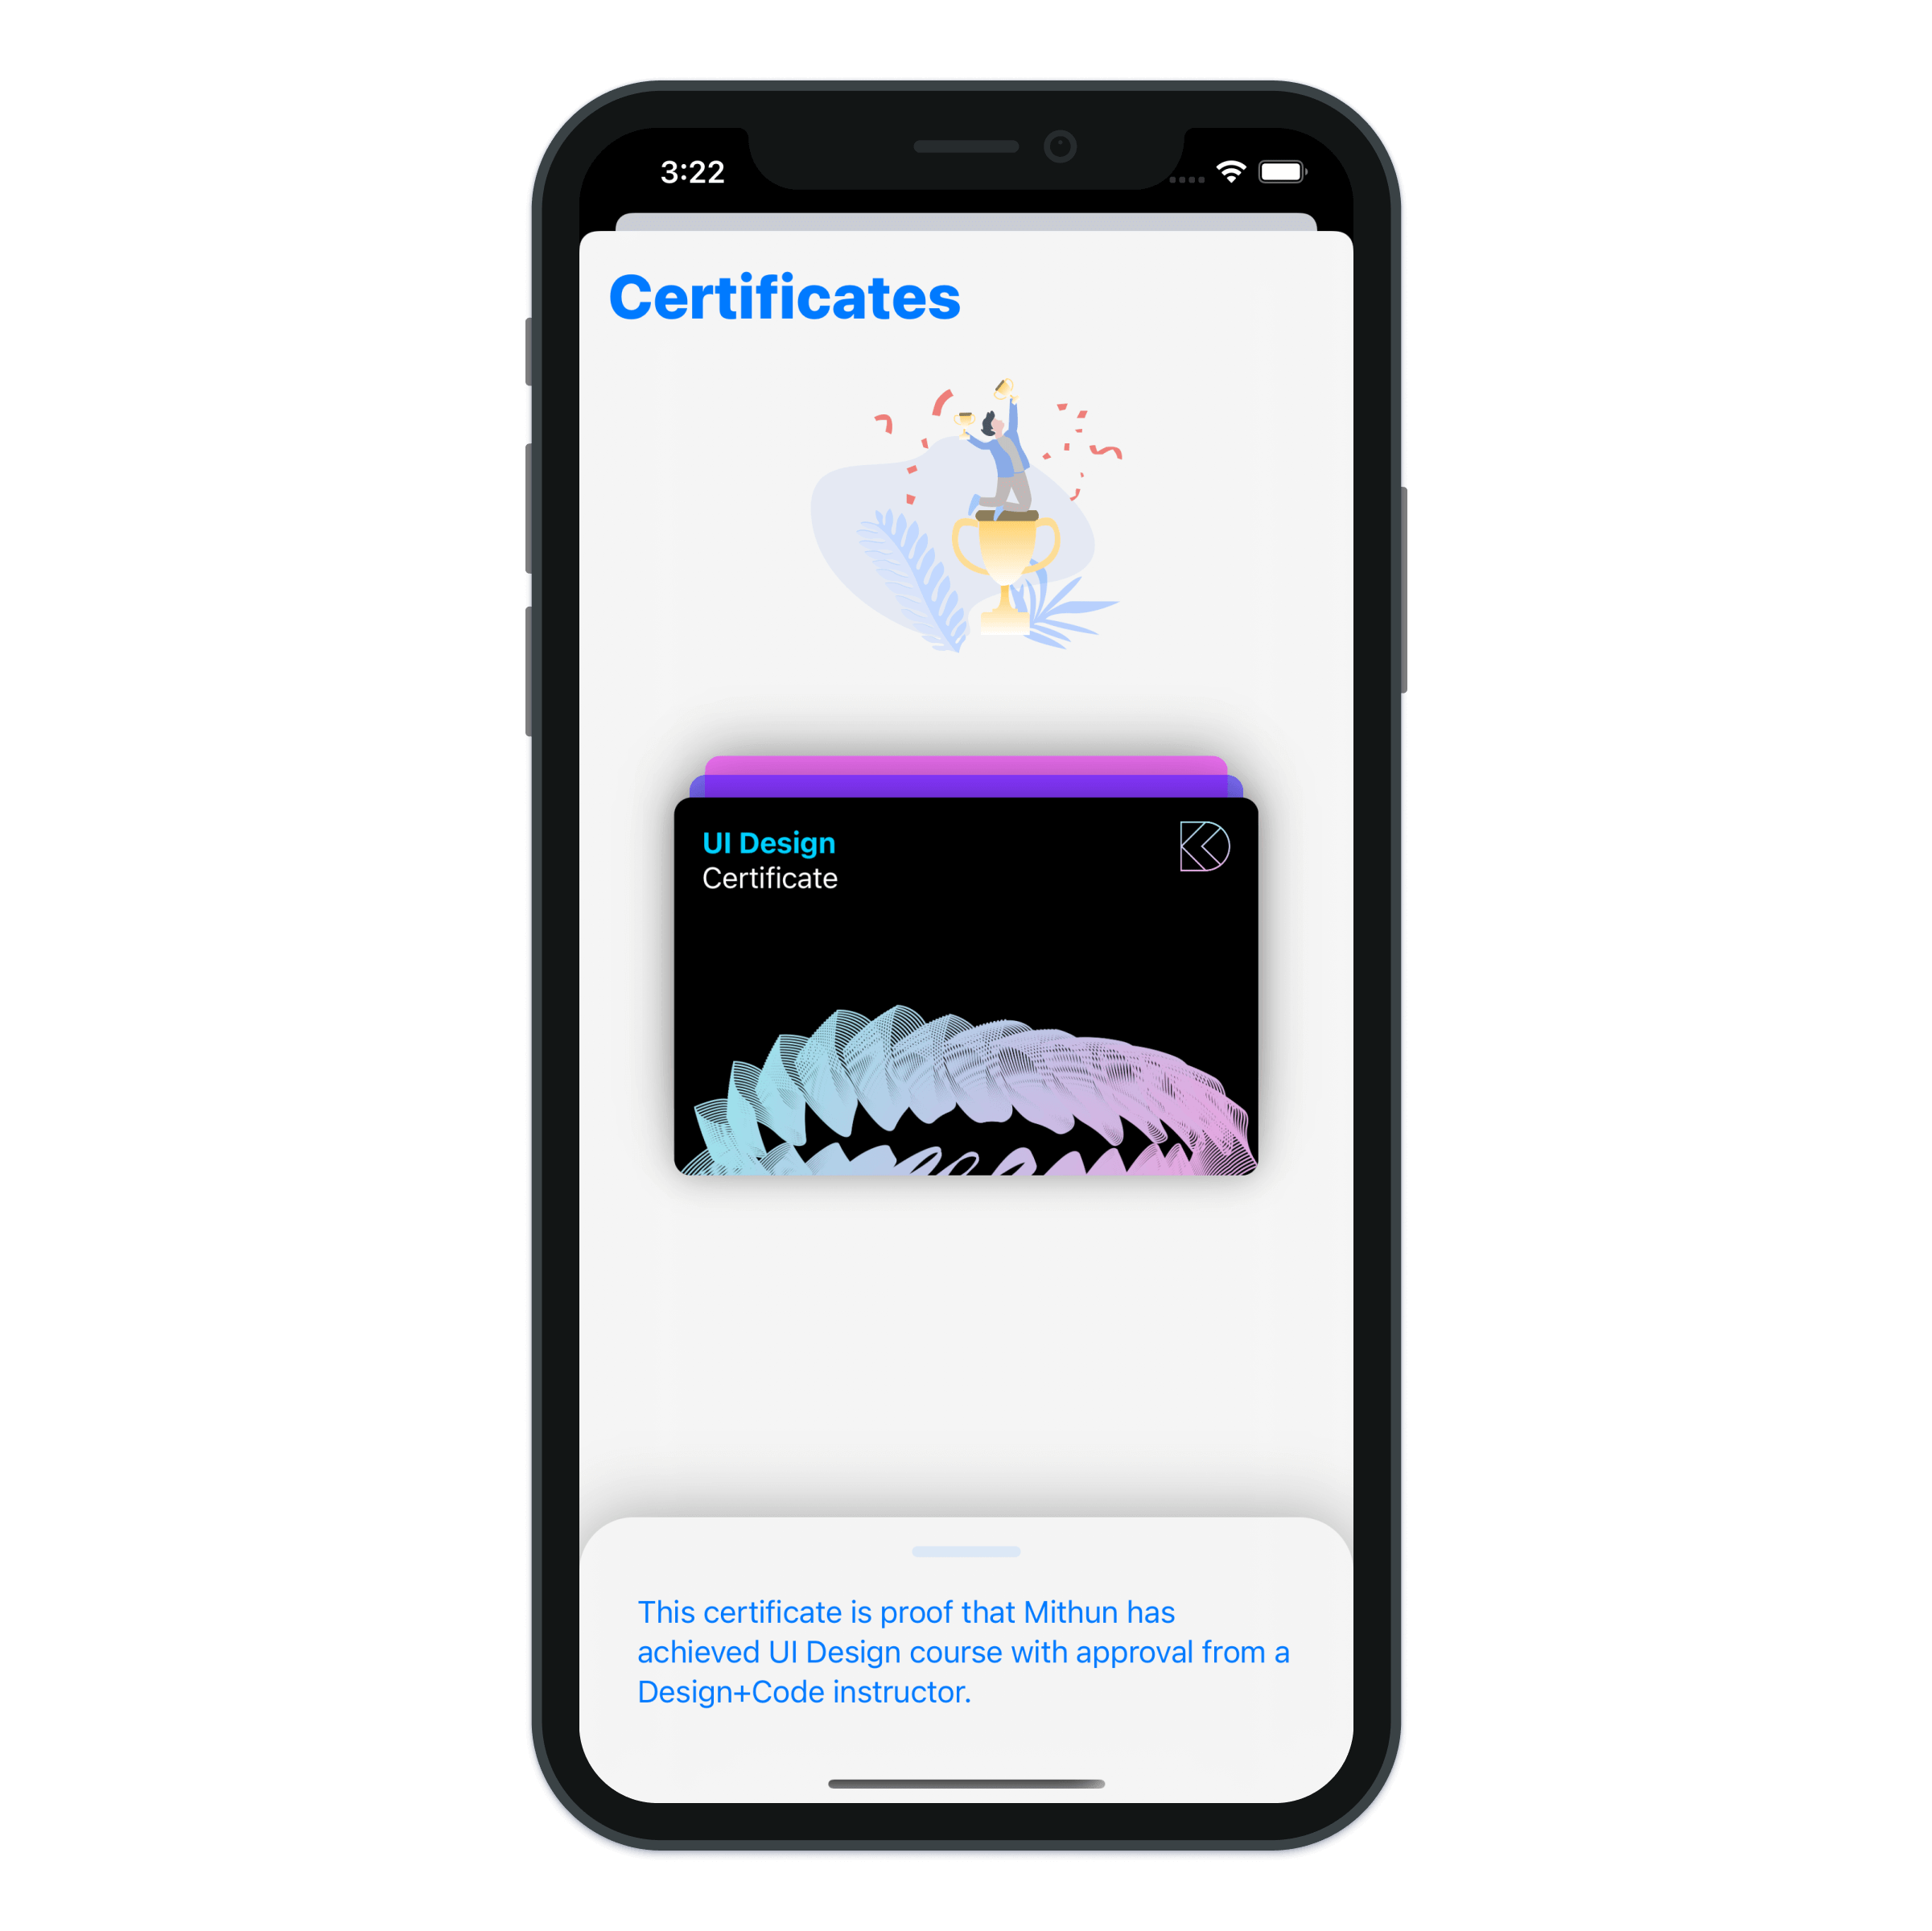 3:22
Certificates
UI Design
Certificate
This certificate is proof that Mithun has
achieved UI Design course with approval from a
Design+Code instructor.